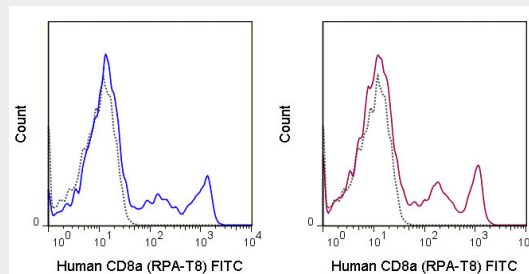 Count
0
10^0 10^1 10^2 10^3 10^4
Human CD8a (RPA-T8) FITC
Count
0
10^0 10^1 10^2 10^3
Human CD8a (RPA-T8) FITC